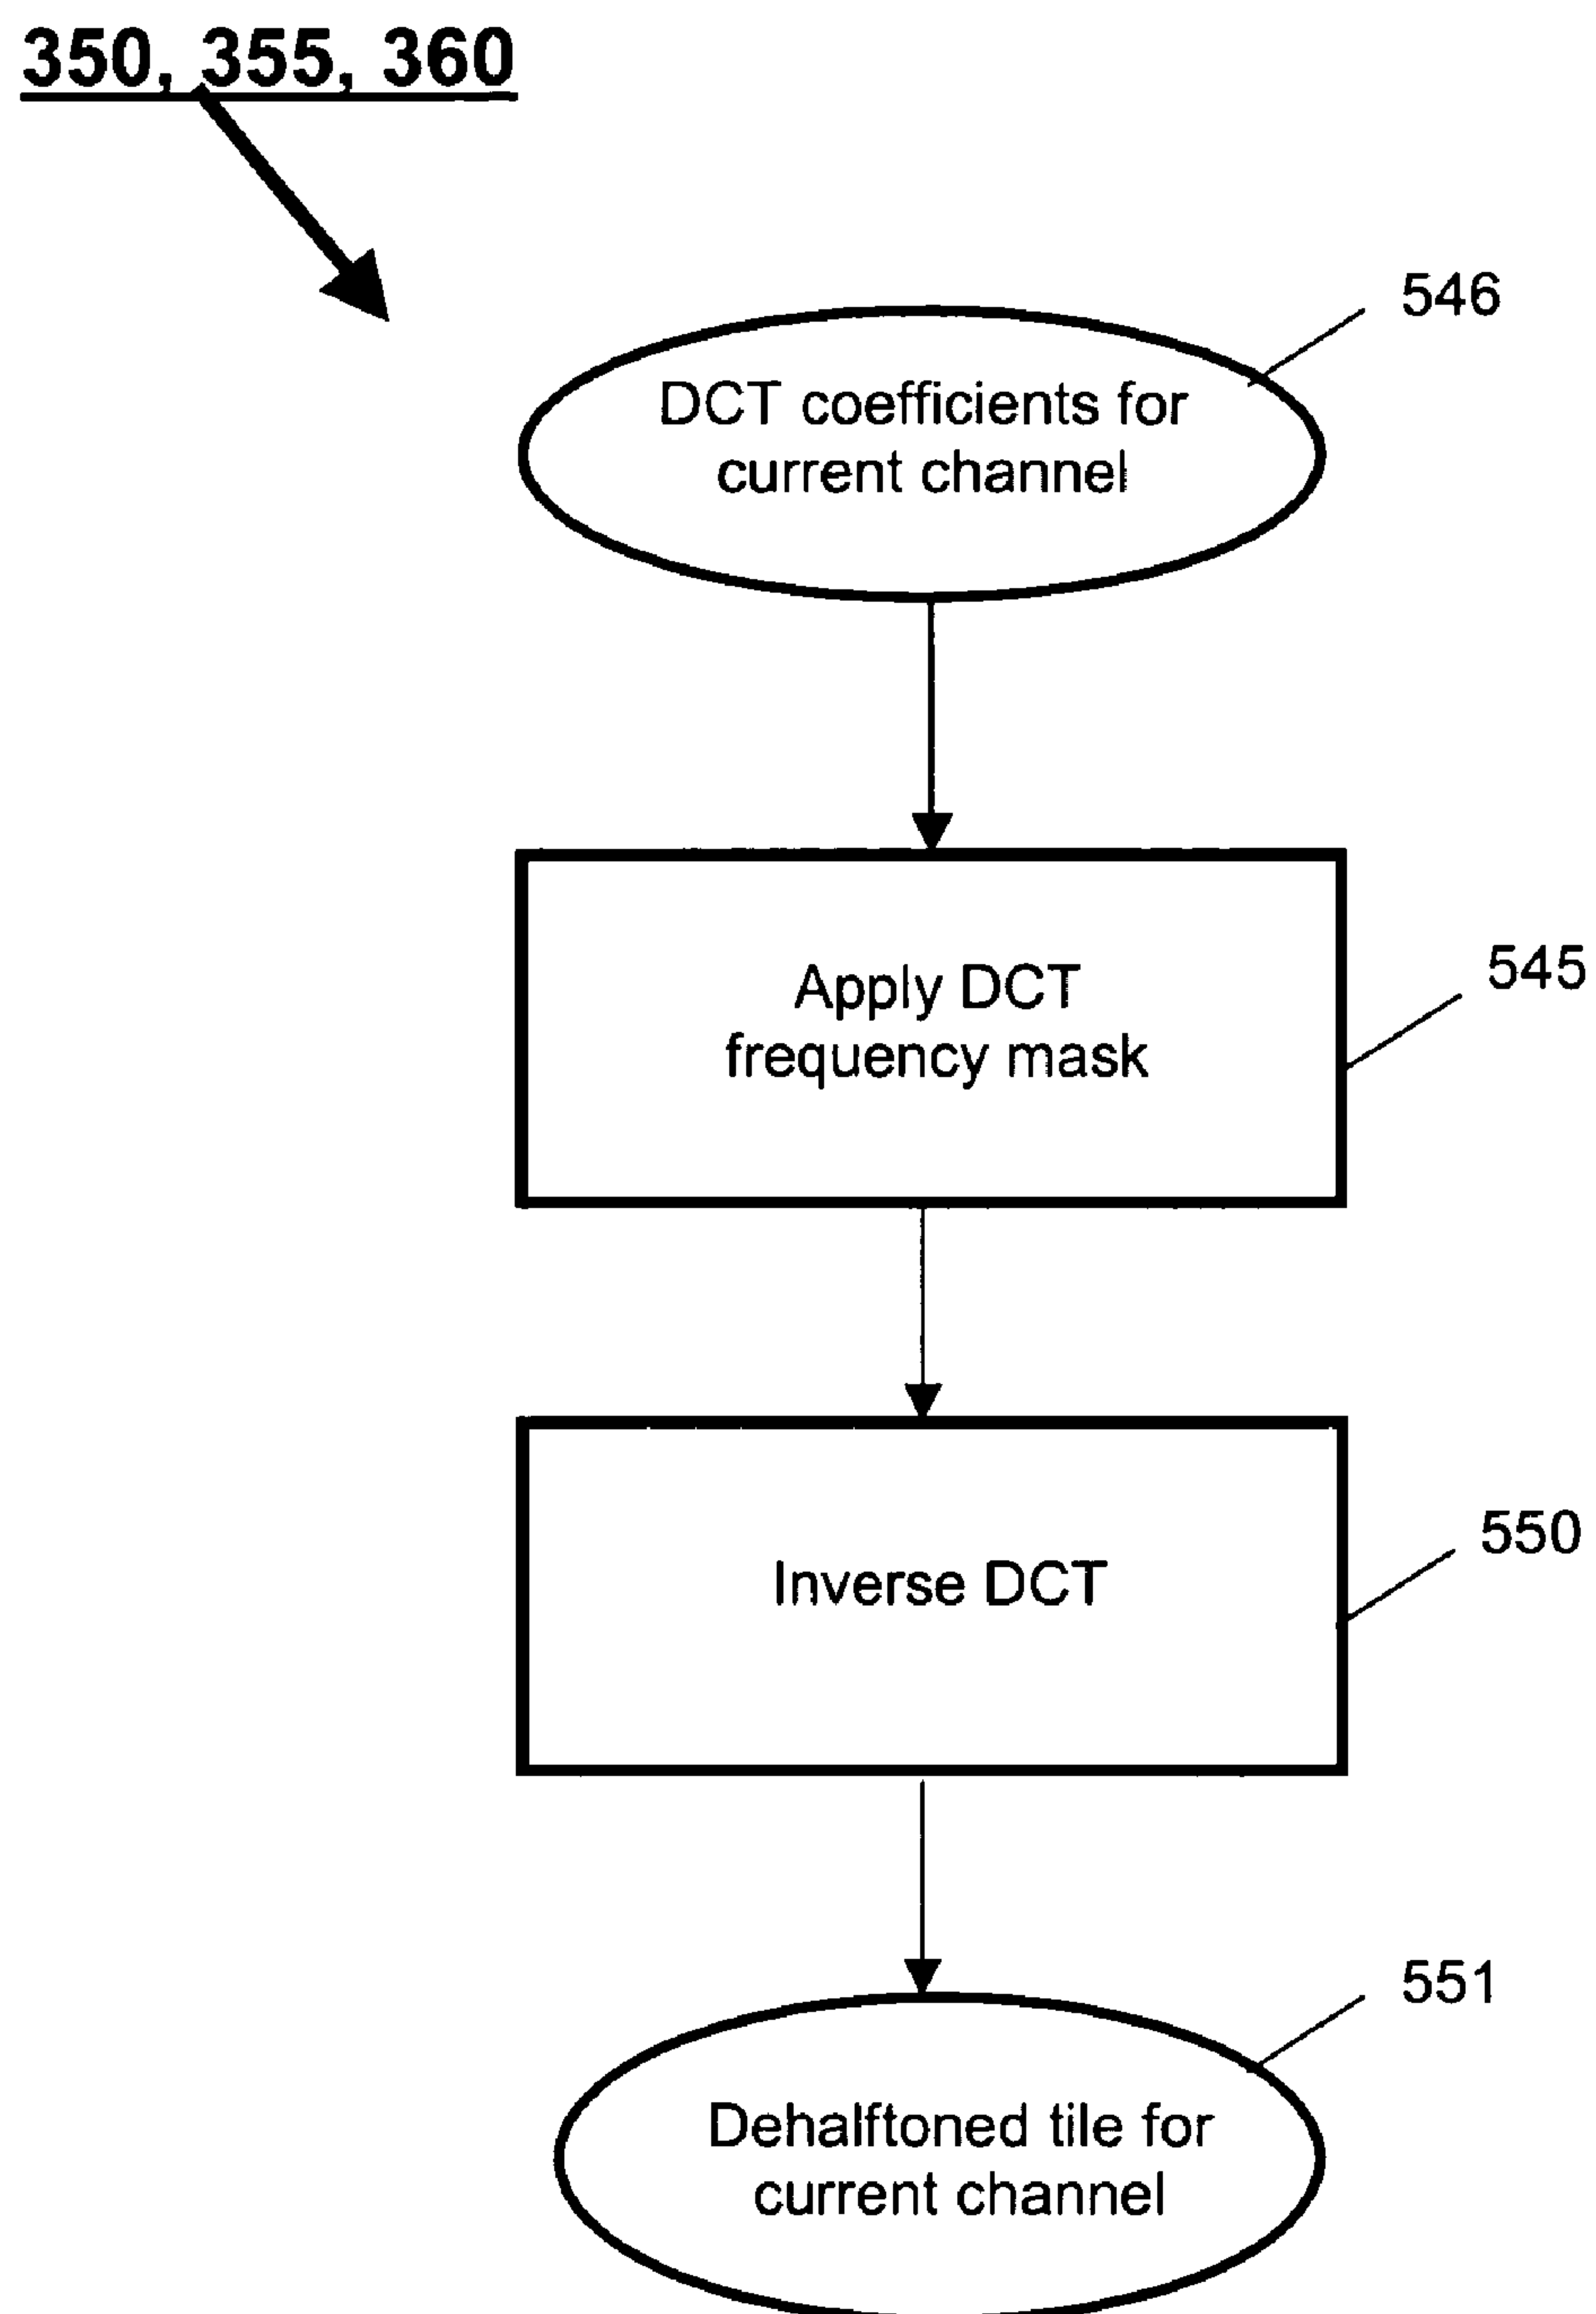 350, 355, 360
546
DCT coefficients for
current channel
545
Apply DCT
frequency mask
550
Inverse DCT
551
Dehalftoned tile for
current channel